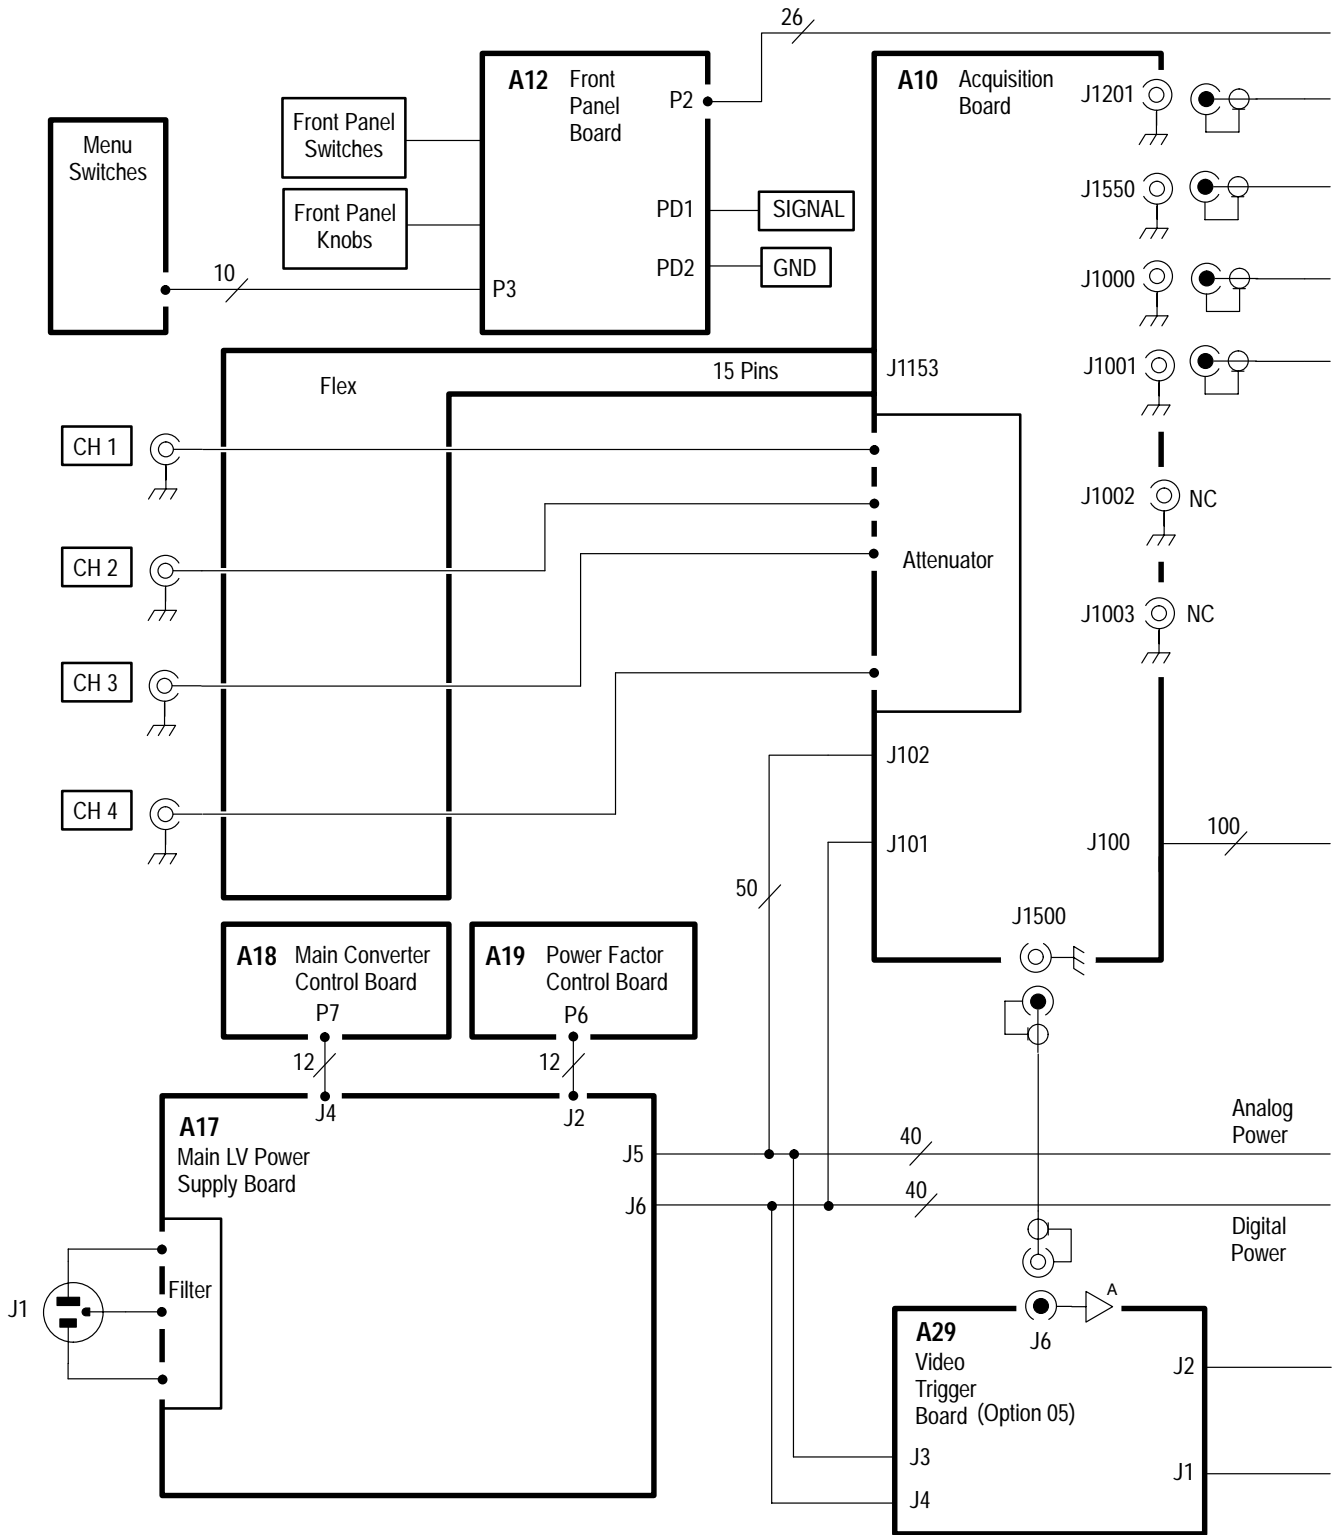 26
A12 Front
Panel
Board
P2
A10 Acquisition
Board
J1201
Front Panel
Switches
Menu
Switches
J1550
Front Panel
Knobs
PD1
SIGNAL
PD2
GND
10
P3
J1000
15 Pins
J1153
J1001
Flex
CH 1
J1002
NC
CH 2
Attenuator
J1003
NC
CH 3
J102
CH 4
J101
J100
100
50
J1500
A18 Main Converter
Control Board
P7
A19 Power Factor
Control Board
P6
12
12
J4
J2
A17
Main LV Power
Supply Board
J5
40
Analog
Power
J6
40
Digital
Power
Filter
J1
A
J6
A29
Video
Trigger
Board (Option 05)
J2
J3
J1
J4